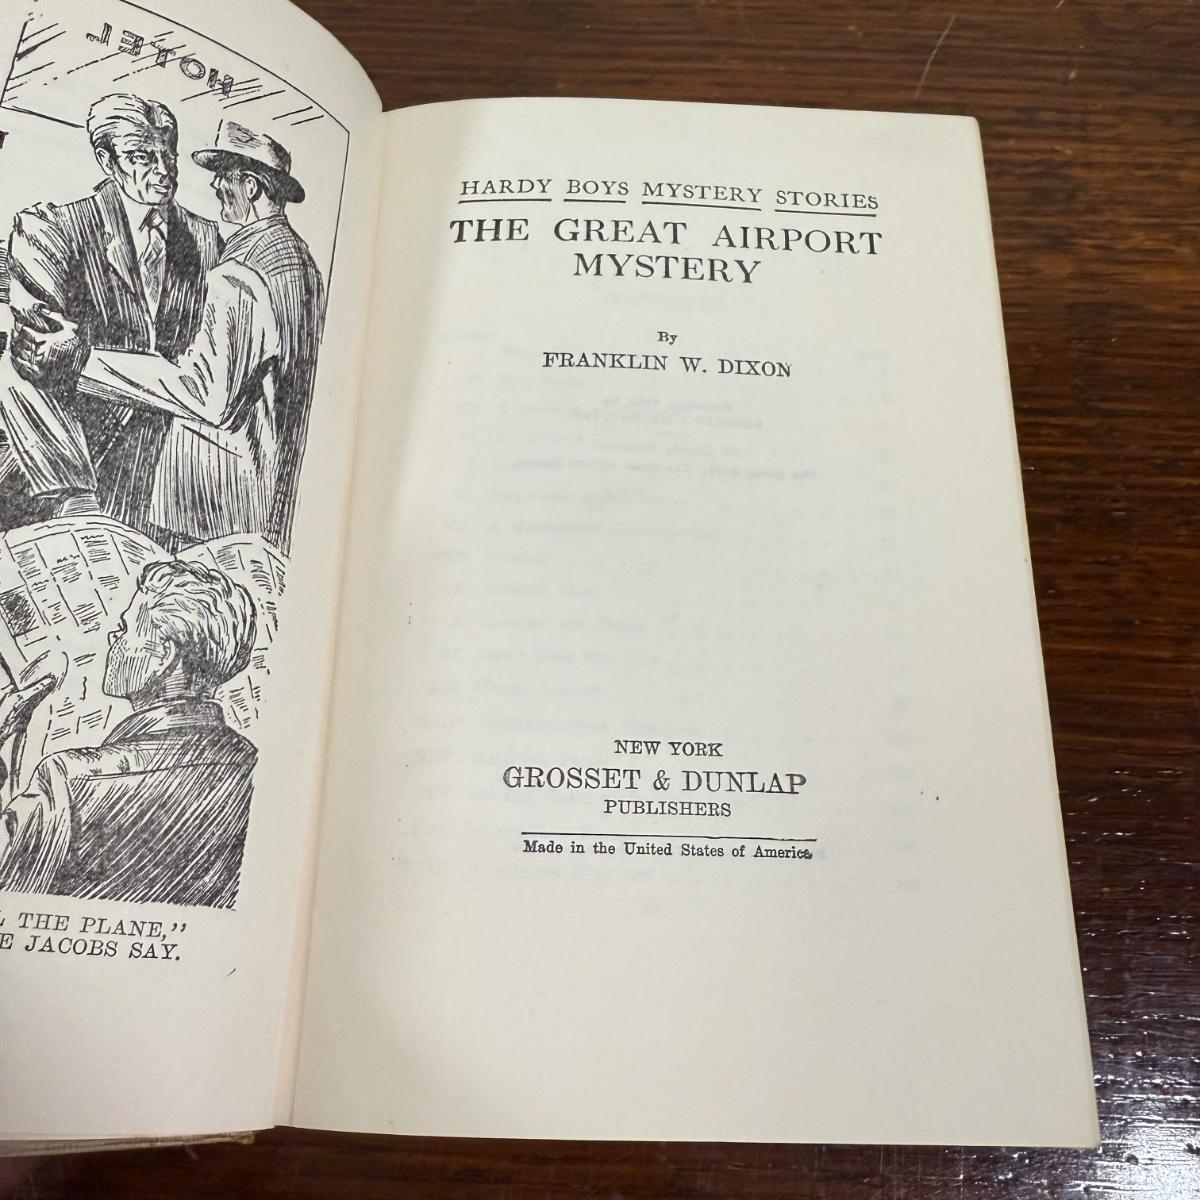 HOTEL
THE PLANE,"
JACOBS SAY.
HARDY BOYS MYSTERY STORIES
THE GREAT AIRPORT
MYSTERY
By
FRANKLIN W. DIXON
NEW YORK
GROSSET & DUNLAP
PUBLISHERS
Made in the United States of America